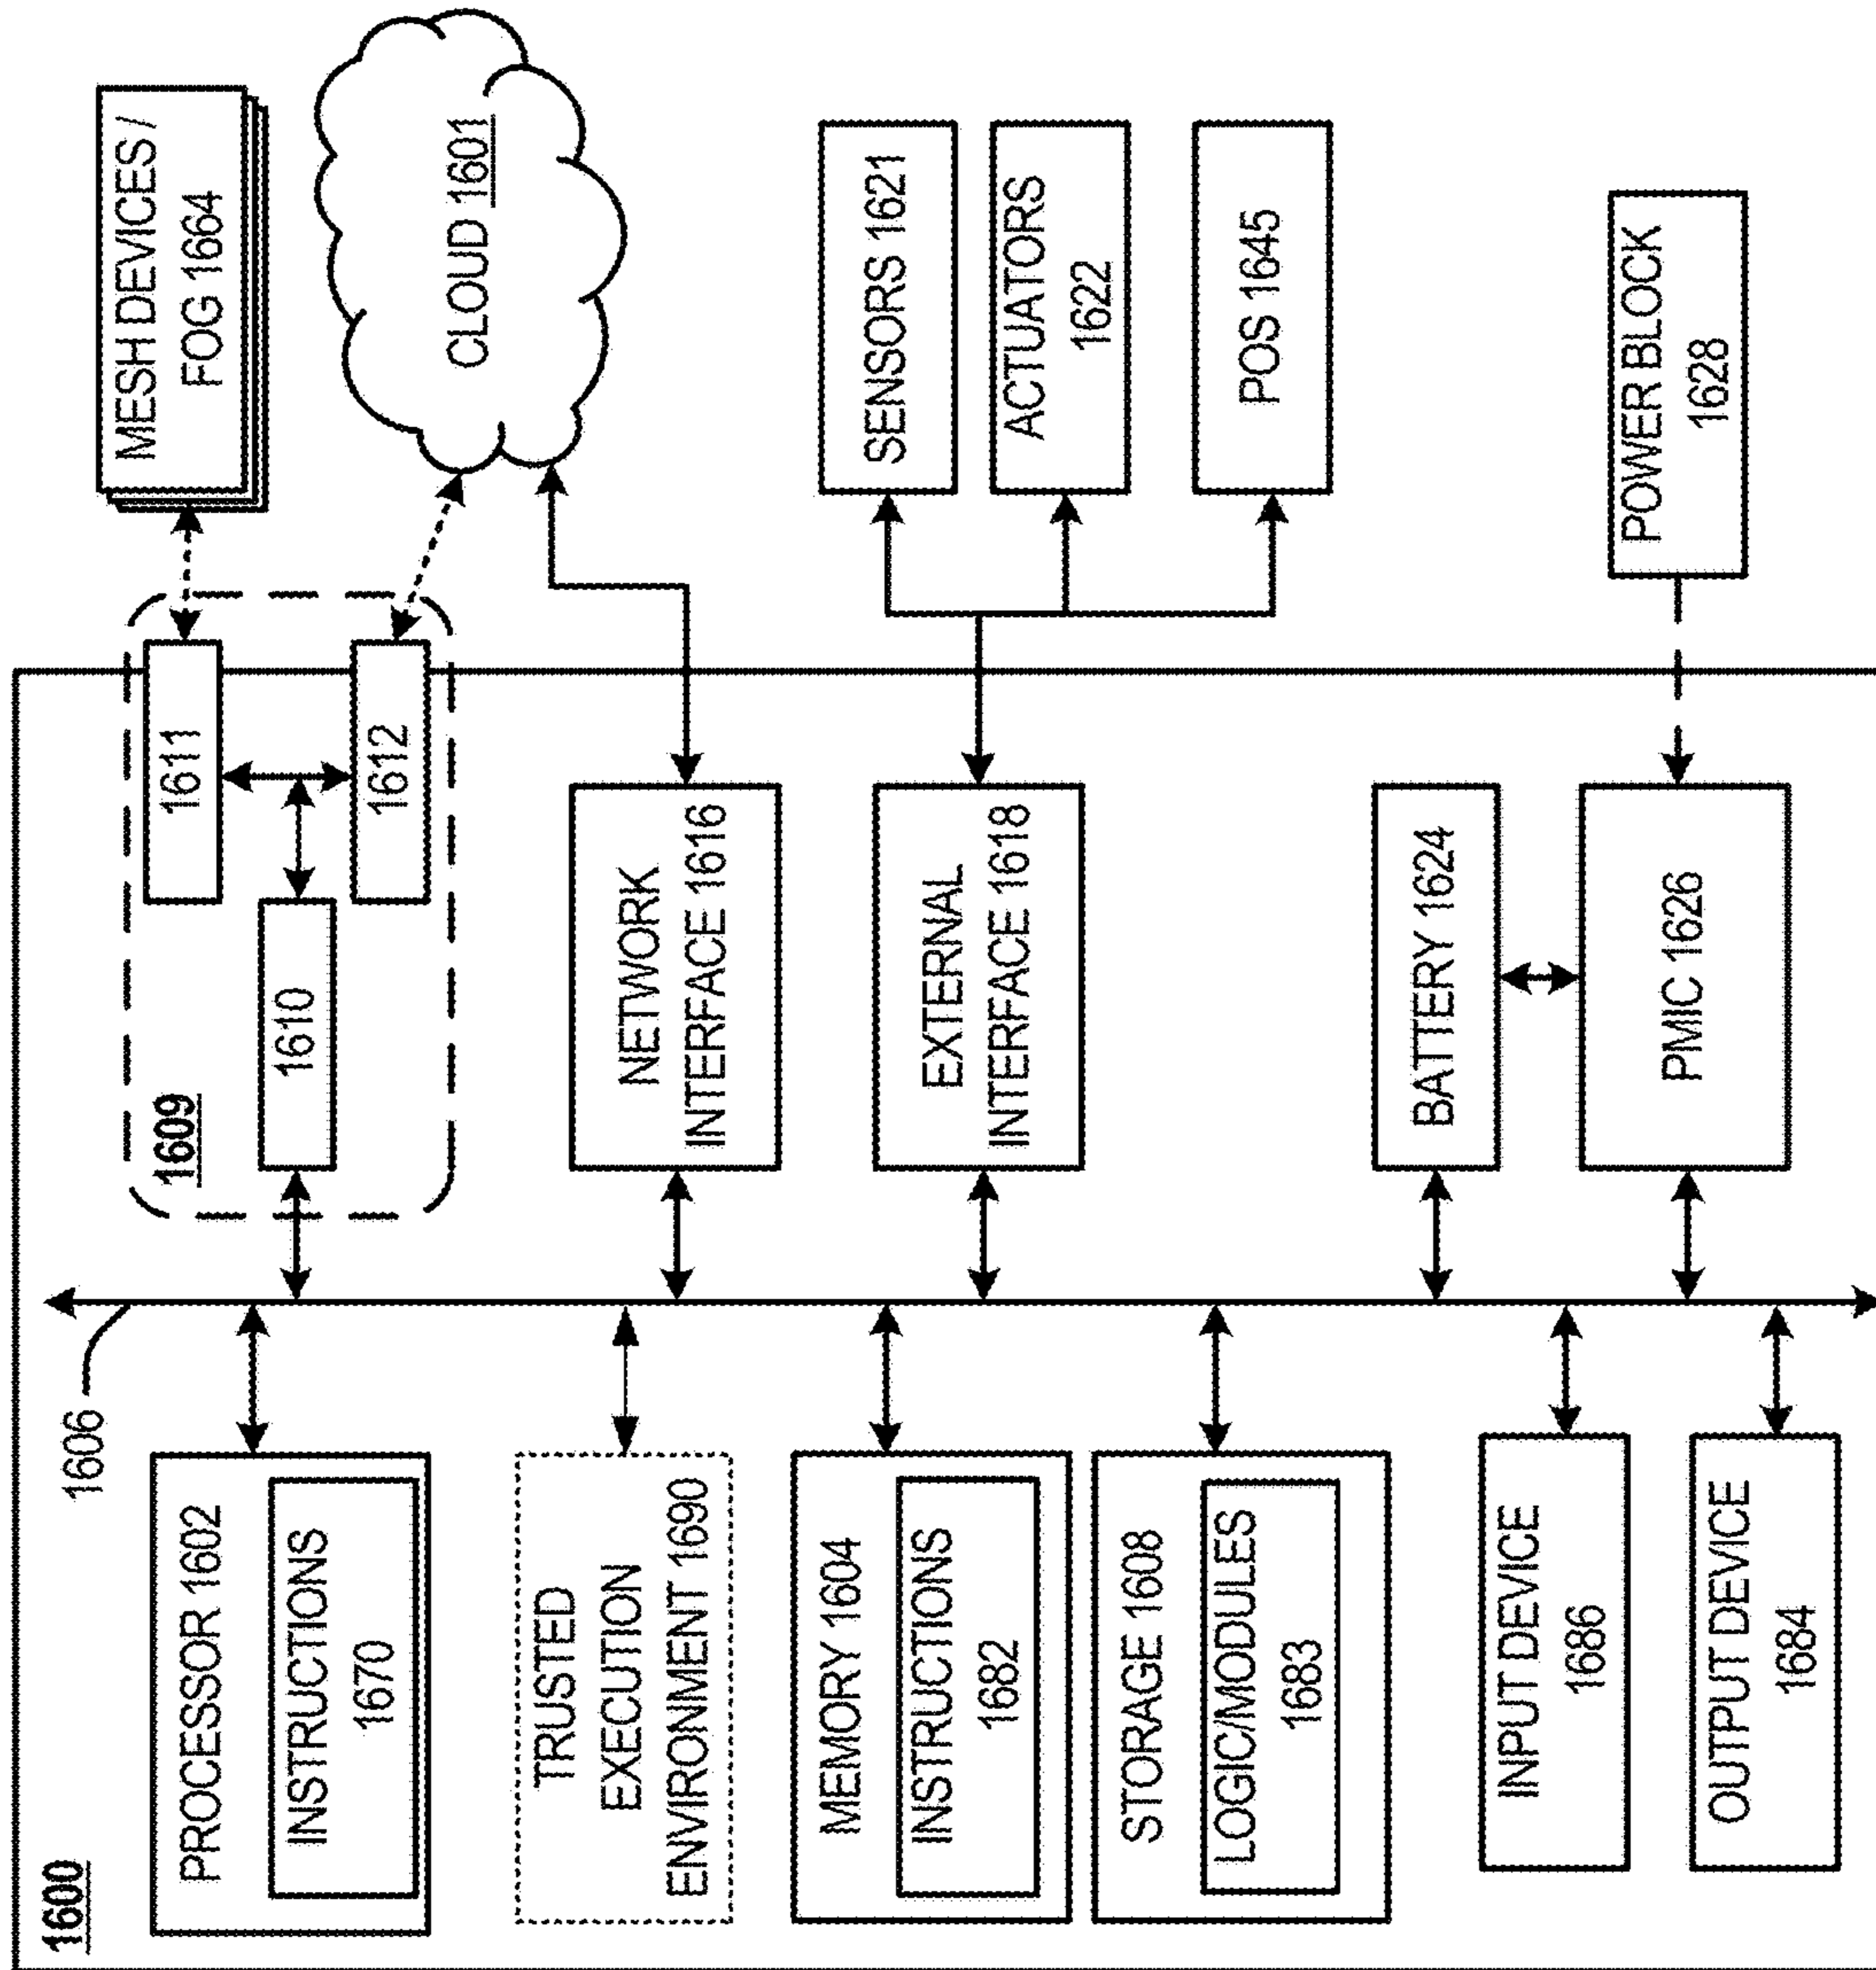 1600
PROCESSOR 1602
INSTRUCTIONS
1670
TRUSTED
EXECUTION
ENVIRONMENT 1690
MEMORY 1604
INSTRUCTIONS
1682
STORAGE 1608
LOGIC/MODULES
1683
INPUT DEVICE
1686
OUTPUT DEVICE
1684
1606
1609
1610
1611
1612
NETWORK
INTERFACE 1616
EXTERNAL
INTERFACE 1618
BATTERY 1624
PMIC 1626
MESH DEVICES /
FOG 1664
CLOUD 1601
SENSORS 1621
ACTUATORS
1622
POS 1645
POWER BLOCK
1628